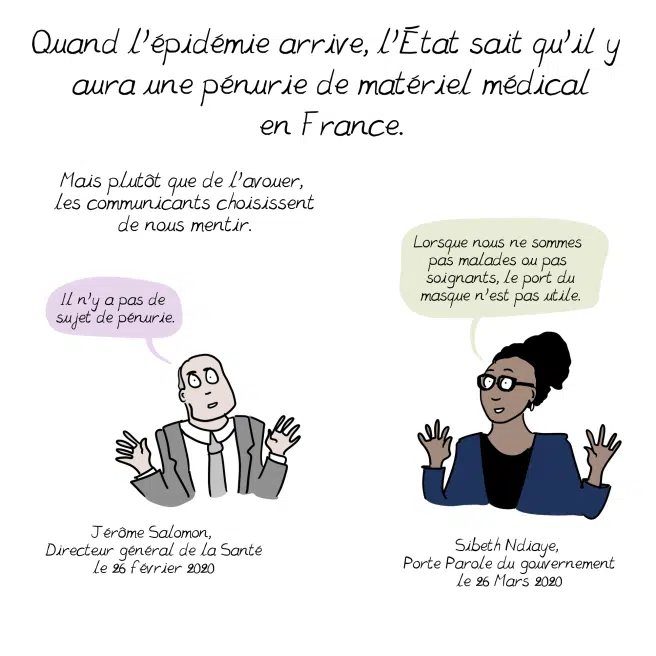 Quand l'épidémie arrive, l'État sait qu'il y
aura une pénurie de matériel médical
en France.
Mais plutôt que de l'avouer,
les communicants choisissent
de nous mentir.
Il n'y a pas de
sujet de pénurie.
Lorsque nous ne sommes
pas malades ou pas
soignants, le port du
masque n'est pas utile.
Jérôme Salomon,
Directeur général de la Santé
le 26 février 2020
Sibeth Ndiaye,
Porte Parole du gouvernement
le 26 Mars 2020